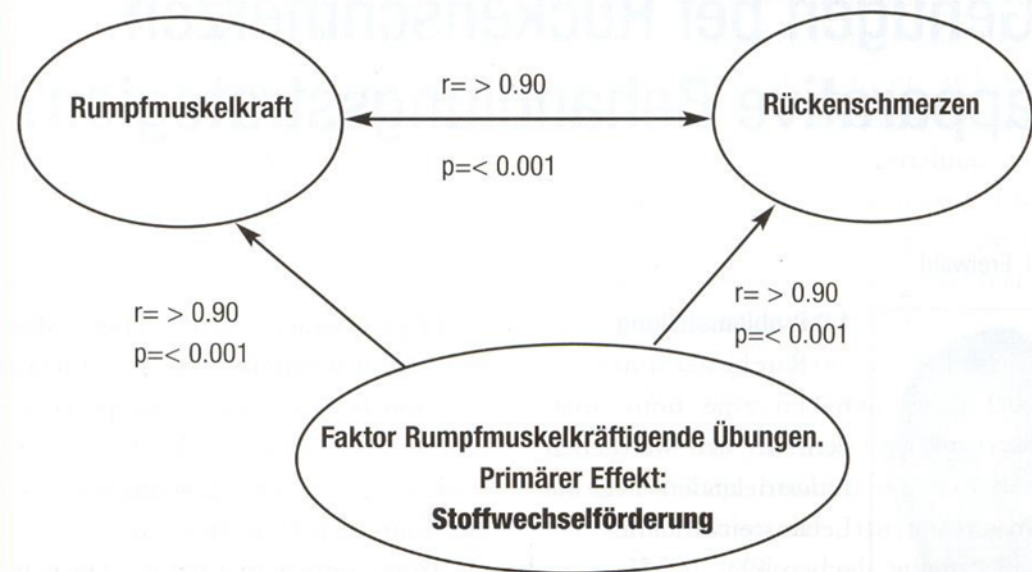 Rumpfmuskelkraft
r= > 0.90
Rückenschmerzen
p=< 0.001
r= > 0.90
p=< 0.001
r= > 0.90
p=< 0.001
Faktor Rumpfmuskelkräftigende Übungen.
Primärer Effekt:
Stoffwechselförderung